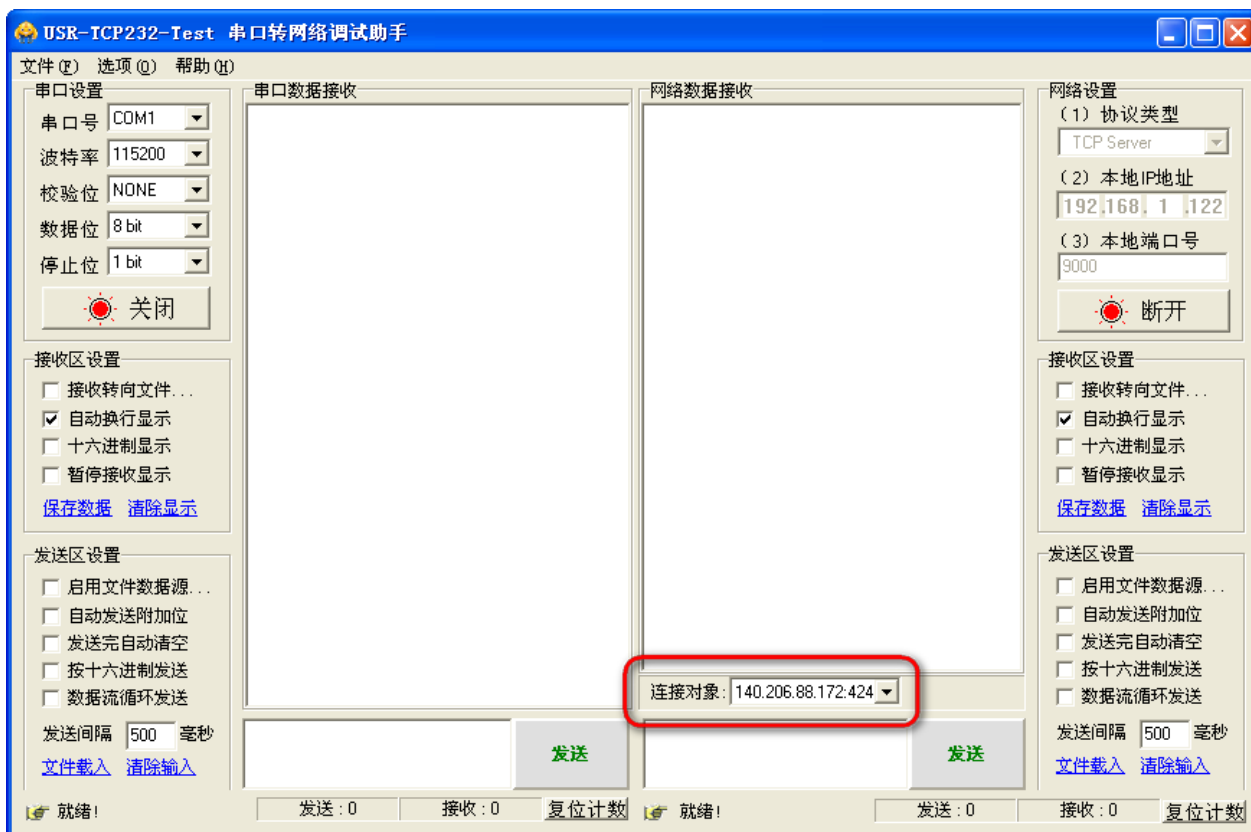 USR-TCP232-Test 串口转网络调试助手
文件(F) 选项(O) 帮助(H)
串口设置
串口号 COM1
波特率 115200
校验位 NONE
数据位 8 bit
停止位 1 bit
关闭
接收区设置
接收转向文件...
自动换行显示
十六进制显示
暂停接收显示
保存数据 清除显示
发送区设置
启用文件数据源...
自动发送附加位
发送完自动清空
按十六进制发送
数据流循环发送
发送间隔 500 毫秒
文件载入 清除输入
就绪!
串口数据接收
发送
发送:0 接收:0 复位计数
网络数据接收
连接对象: 140.206.88.172:424
发送
就绪!
发送:0 接收:0 复位计数
网络设置
(1) 协议类型
TCP Server
(2) 本地IP地址
192.168. 1 .122
(3) 本地端口号
9000
断开
接收区设置
接收转向文件...
自动换行显示
十六进制显示
暂停接收显示
保存数据 清除显示
发送区设置
启用文件数据源...
自动发送附加位
发送完自动清空
按十六进制发送
数据流循环发送
发送间隔 500 毫秒
文件载入 清除输入